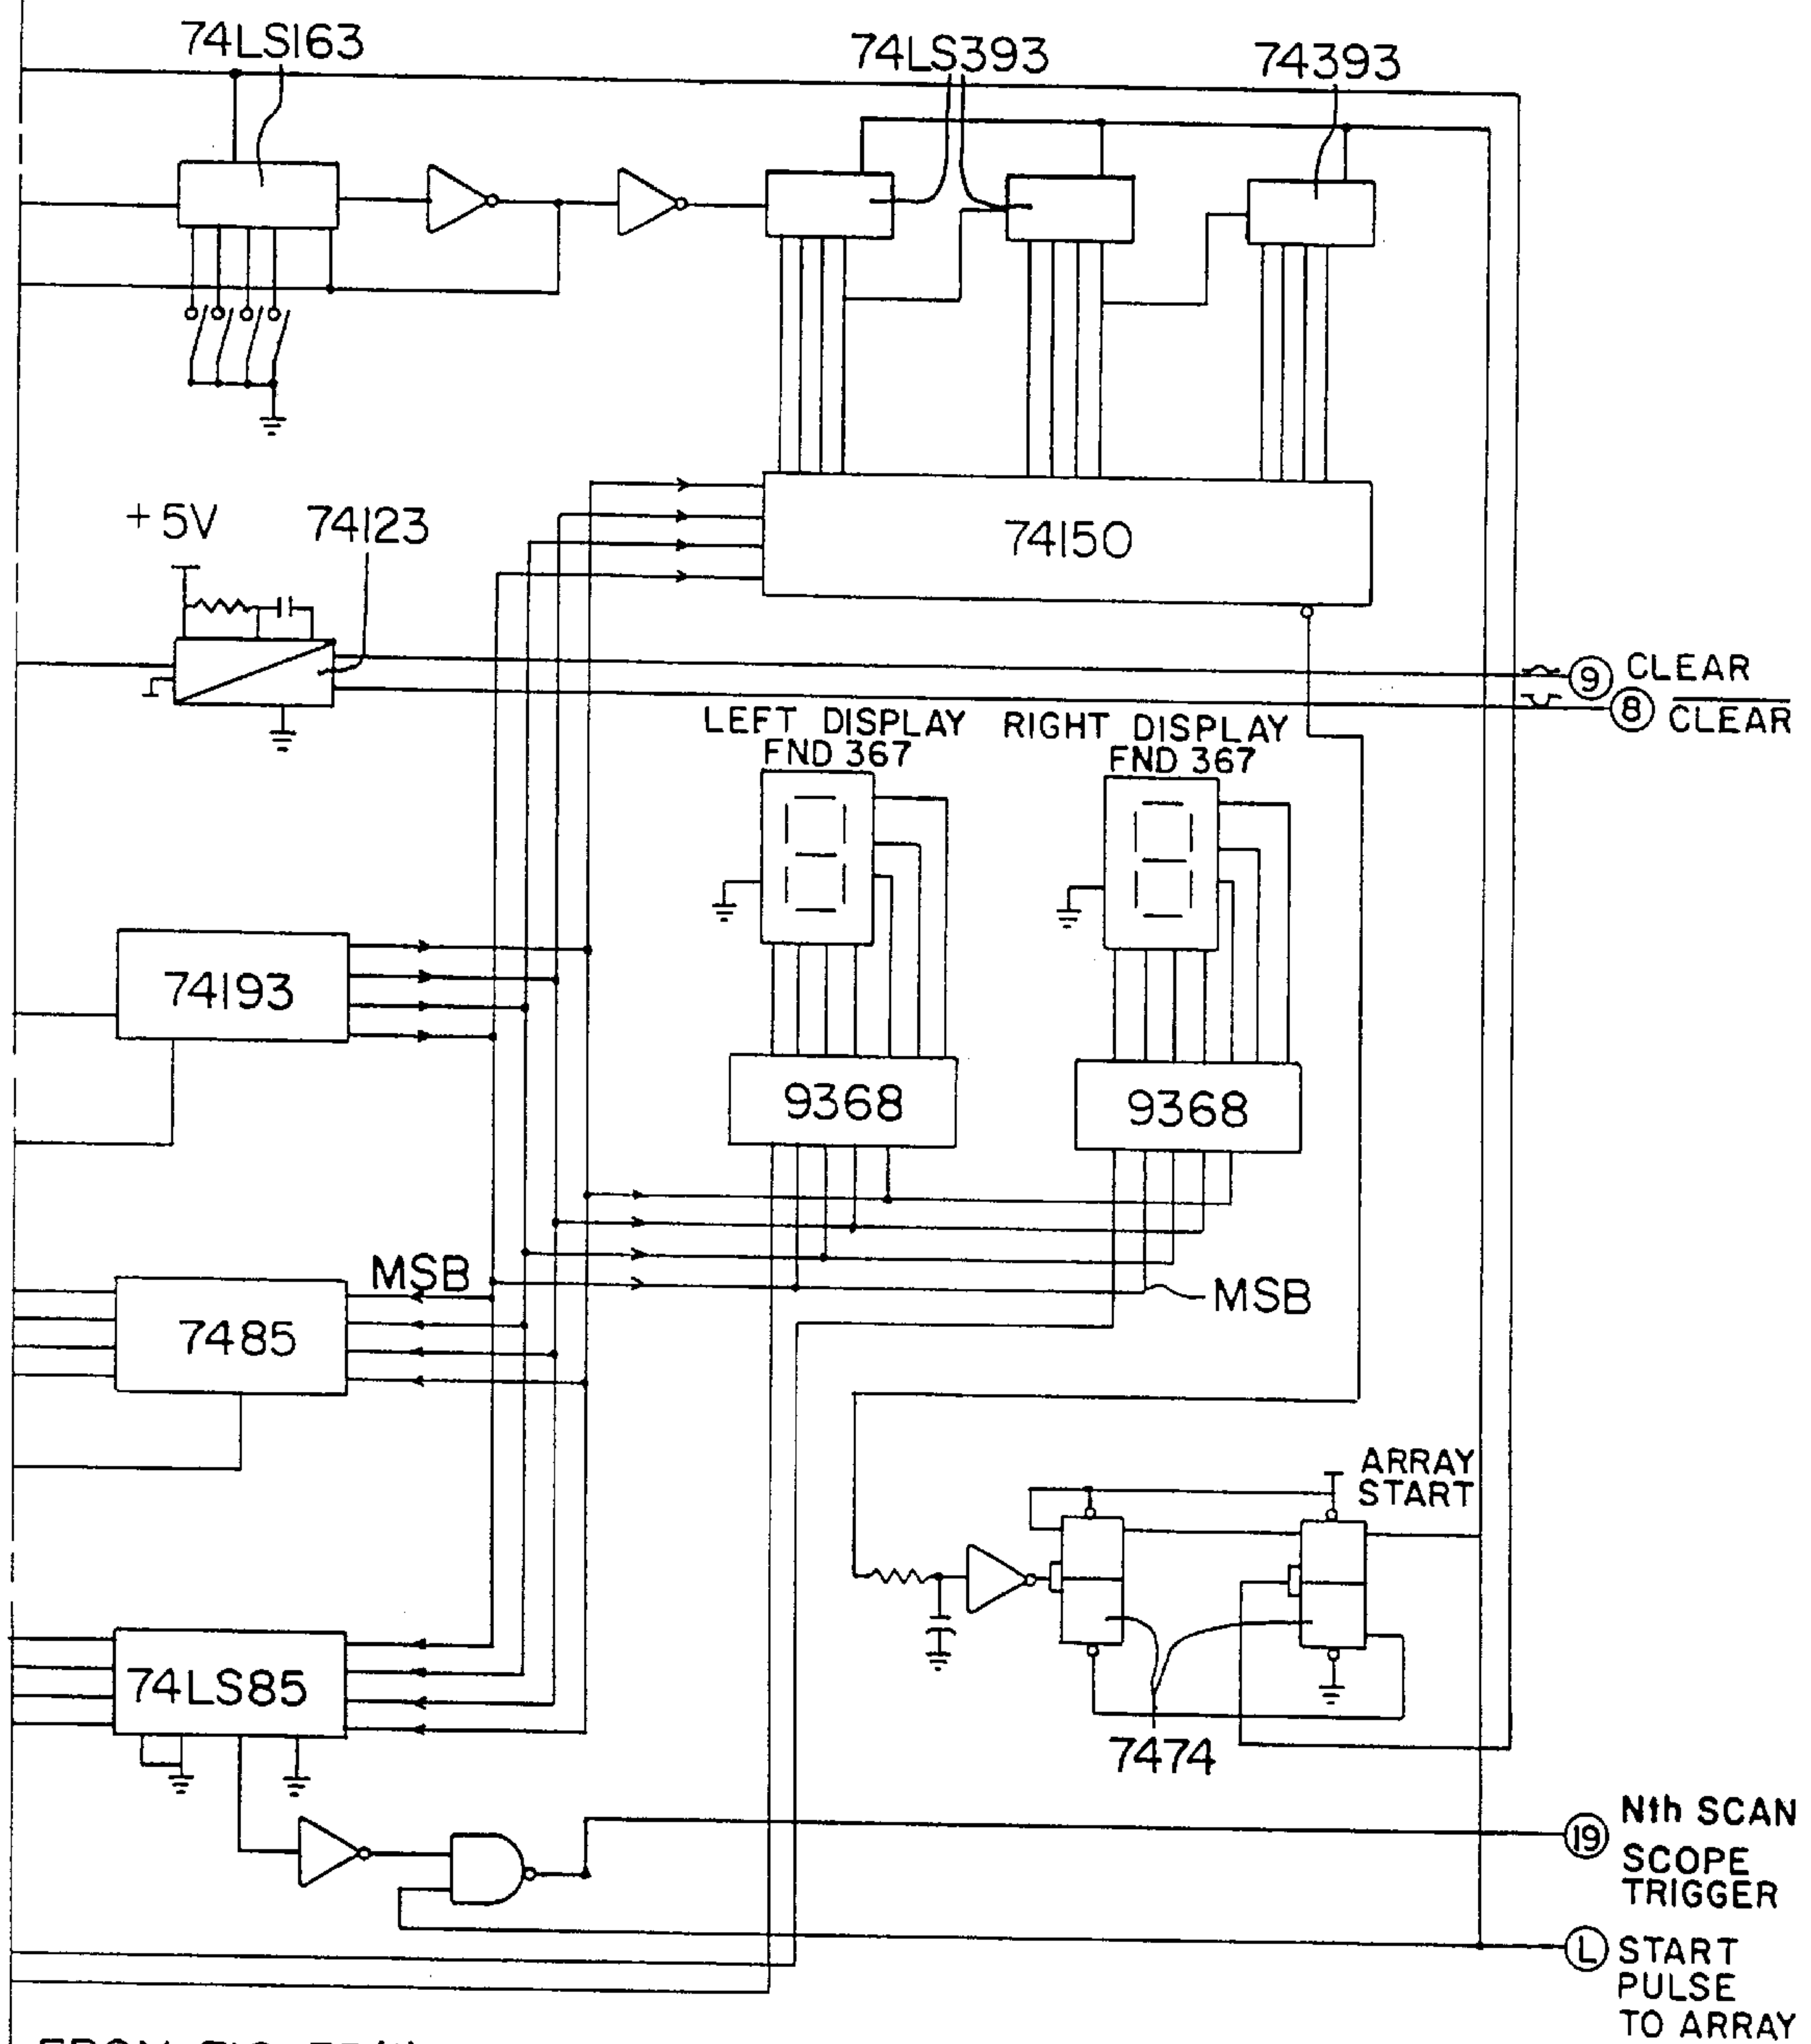 74LS163
74LS393
74393
+5V
74123
74150
9 CLEAR
8 CLEAR
LEFT DISPLAY
FND 367
RIGHT DISPLAY
FND 367
74193
9368
9368
MSB
MSB
7485
ARRAY
START
74LS85
7474
19 Nth SCAN
SCOPE
TRIGGER
L START
PULSE
TO ARRAY